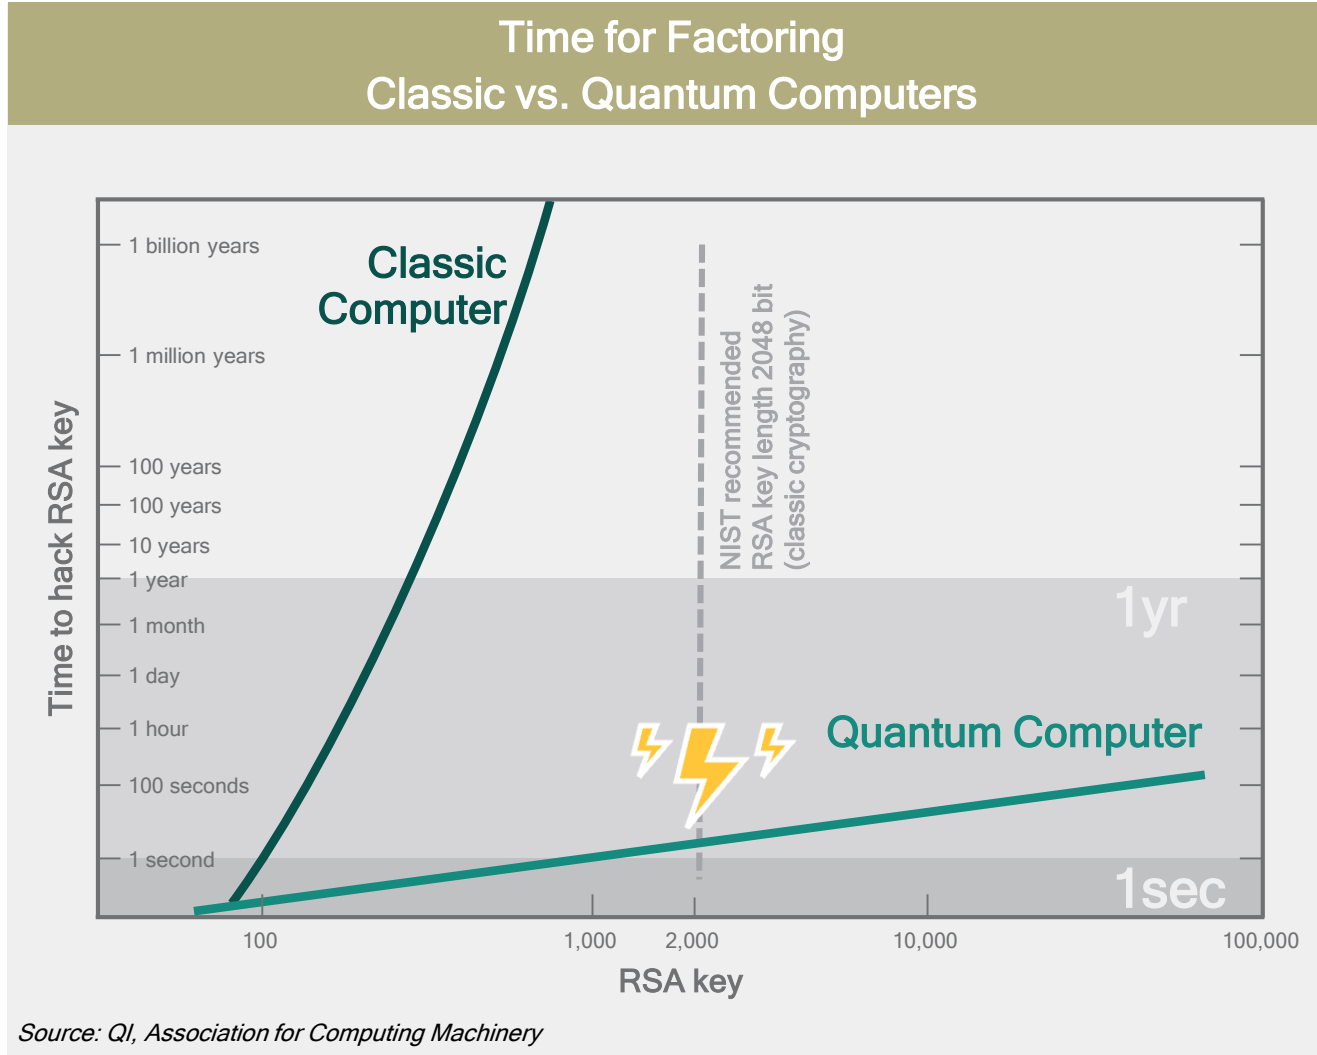 Time for Factoring
Classic vs. Quantum Computers
Time to hack RSA key
1 billion years
1 million years
100 years
100 years
10 years
1 year
1 month
1 day
1 hour
100 seconds
1 second
Classic
Computer
NIST recommended
RSA key length 2048 bit
(classic cryptography)
1yr
Quantum Computer
1sec
100
1,000
2,000
10,000
100,000
RSA key
Source: QI, Association for Computing Machinery